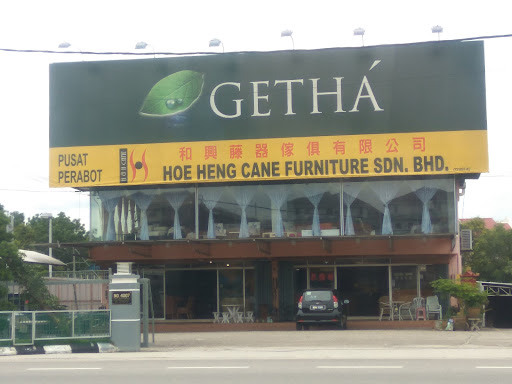 GETHÁ
PUSAT
PERABOT
和興藤器傢俱有限公司
HOE HENG CANE FURNITURE SDN. BHD.